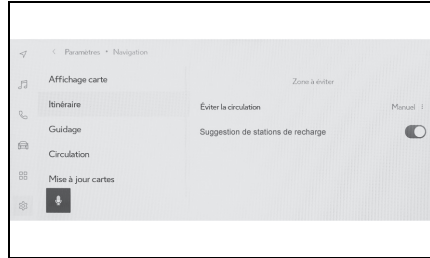 Paramètres • Navigation
Affichage carte
Itinéraire
Guidage
Circulation
Mise à jour cartes
Zone à éviter
Éviter la circulation
Manuel
Suggestion de stations de recharge